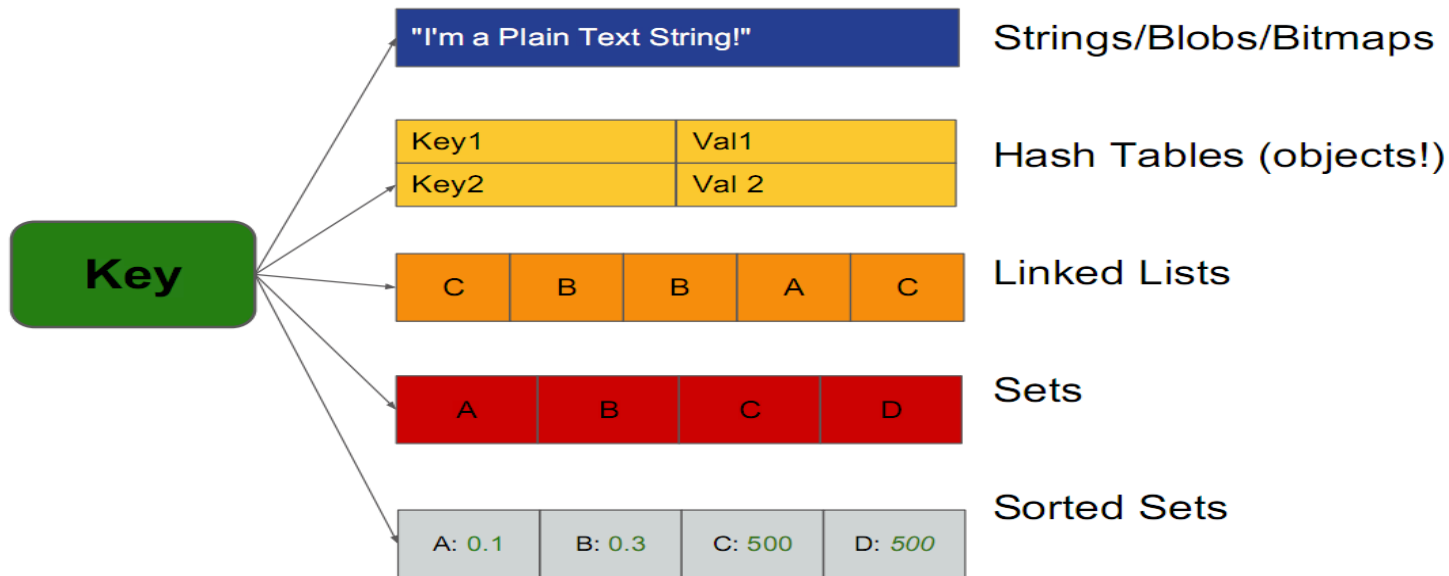 "I'm a Plain Text String!" Strings/Blobs/Bitmaps
Key1 Val1
Hash Tables (objects!)
Key2 Val 2
Key
Linked Lists
C B B A C
Sets
A B C D
Sorted Sets
A: 0.1 B: 0.3 C: 500 D: 500